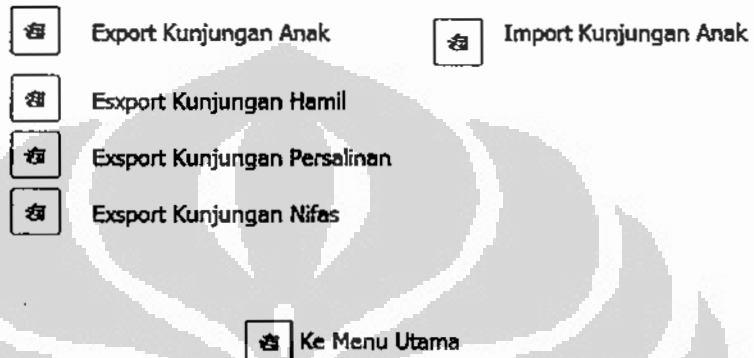 Export Kunjungan Anak
Import Kunjungan Anak
Esxport Kunjungan Hamil
Exsport Kunjungan Persalinan
Exsport Kunjungan Nifas
Ke Menu Utama